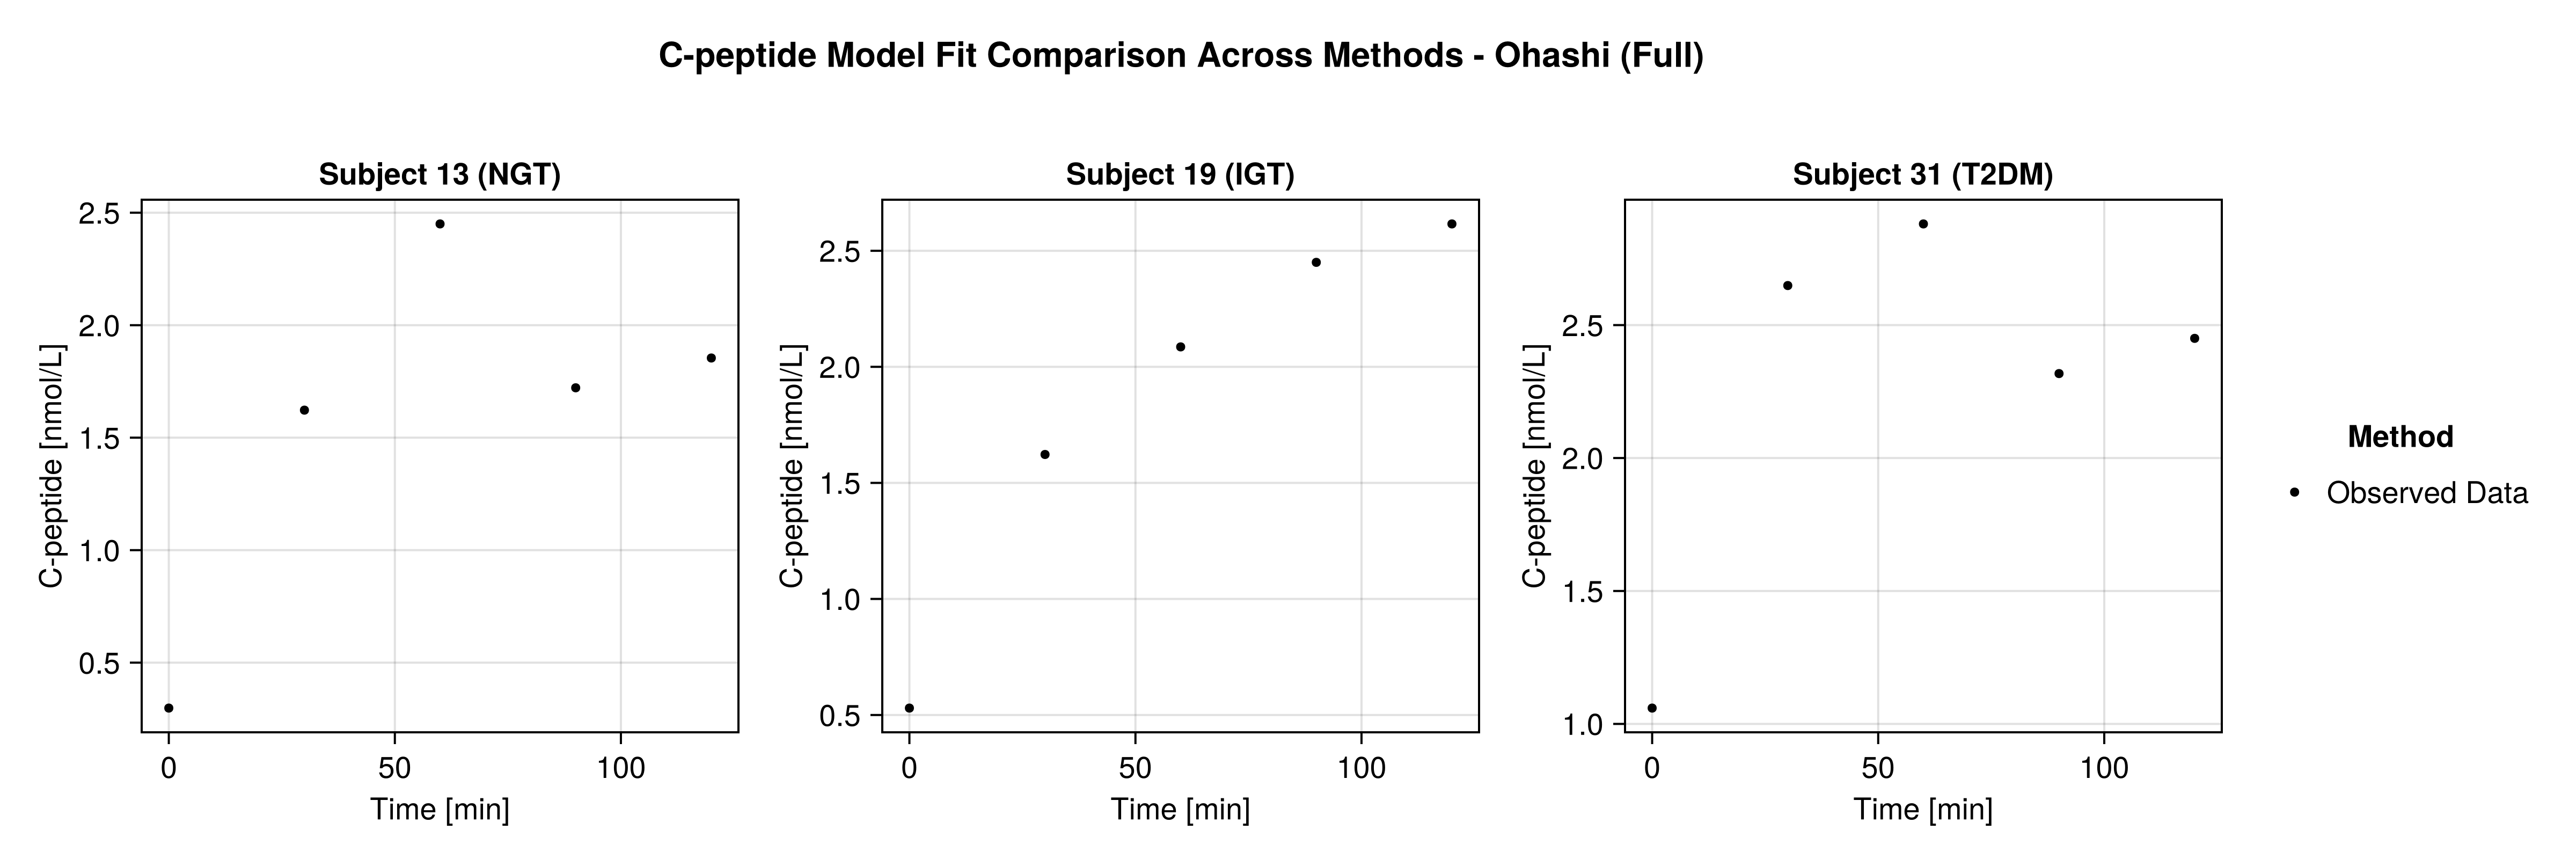 C-peptide Model Fit Comparison Across Methods - Ohashi (Full)
Subject 13 (NGT)
2.5
2.0
1.5
1.0
0.5
C-peptide [nmol/L]
0 50 100
Time [min]
Subject 19 (IGT)
2.5
2.0
1.5
1.0
0.5
C-peptide [nmol/L]
0 50 100
Time [min]
Subject 31 (T2DM)
2.5
2.0
1.5
1.0
C-peptide [nmol/L]
0 50 100
Time [min]
Method
Observed Data